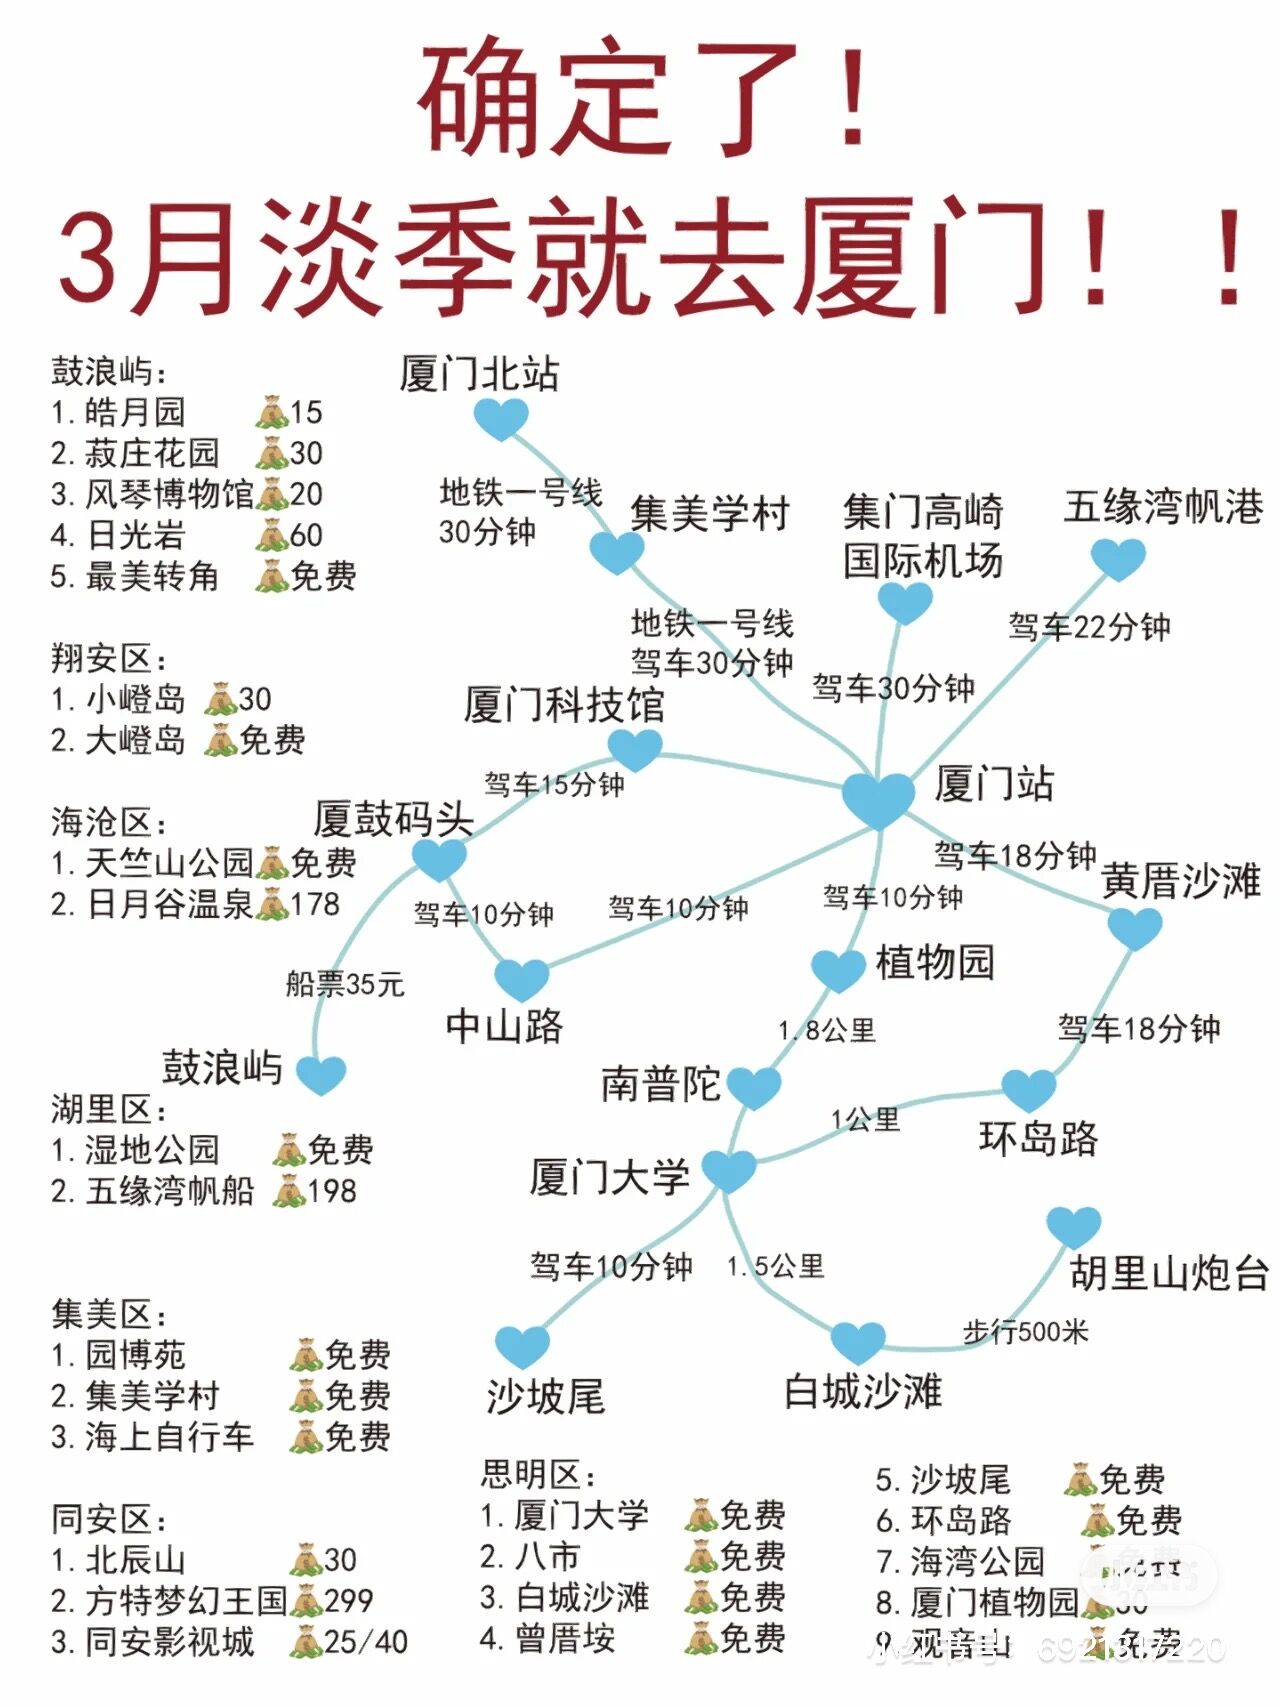 确定了！
3月淡季就去厦门！！
鼓浪屿：
1. 皓月园 15
2. 菽庄花园 30
3. 风琴博物馆 20
4. 日光岩 60
5. 最美转角 免费
翔安区：
1. 小嶝岛 30
2. 大嶝岛 免费
海沧区：
1. 天竺山公园 免费
2. 日月谷温泉 178
厦门北站
地铁一号线
30分钟
集美学村
集门高崎
国际机场
五缘湾帆港
地铁一号线
驾车30分钟
驾车30分钟
驾车22分钟
厦门科技馆
驾车15分钟
厦门站
厦鼓码头
驾车18分钟
黄厝沙滩
驾车10分钟
驾车10分钟
驾车10分钟
植物园
船票35元
中山路
1.8公里
驾车18分钟
鼓浪屿
南普陀
1公里
环岛路
厦门大学
驾车10分钟
1.5公里
胡里山炮台
步行500米
沙坡尾
白城沙滩
湖里区：
1. 湿地公园 免费
2. 五缘湾帆船 198
集美区：
1. 园博苑 免费
2. 集美学村 免费
3. 海上自行车 免费
同安区：
1. 北辰山 30
2. 方特梦幻王国 299
3. 同安影视城 25/40
思明区：
1. 厦门大学 免费
2. 八市 免费
3. 白城沙滩 免费
4. 曾厝垵 免费
5. 沙坡尾 免费
6. 环岛路 免费
7. 海湾公园 免费
8. 厦门植物园 30
9. 观音山 免费
小红书
小红书号：6921317220